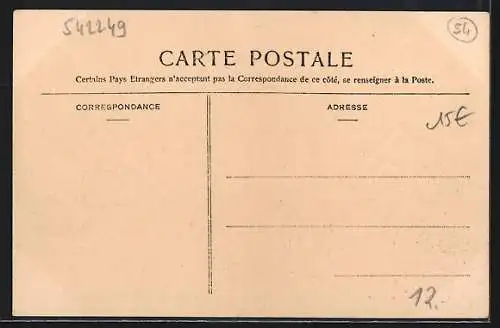 542249
54
CARTE POSTALE
Certains Pays Etrangers n'acceptant pas la Correspondance de ce côté, se renseigner à la Poste.
CORRESPONDANCE
ADRESSE
15€
12.-